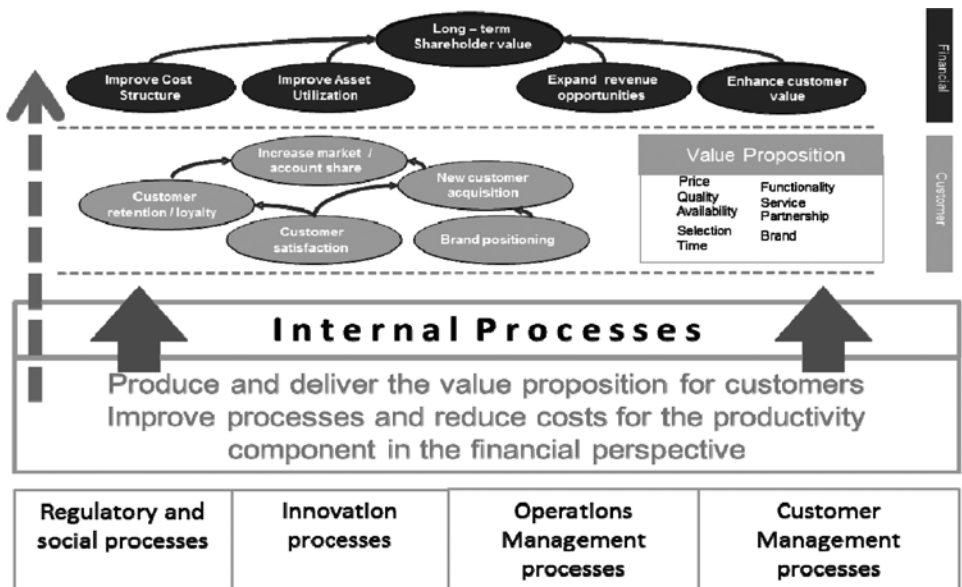 Long – term
Shareholder value
Improve Cost
Structure
Improve Asset
Utilization
Expand revenue
opportunities
Enhance customer
value
Financial
Increase market /
account share
Customer
retention / loyalty
New customer
acquisition
Customer
satisfaction
Brand positioning
Value Proposition
Price
Quality
Availability
Selection
Time
Functionality
Service
Partnership
Brand
Customer
Internal Processes
Produce and deliver the value proposition for customers
Improve processes and reduce costs for the productivity
component in the financial perspective
Regulatory and
social processes
Innovation
processes
Operations
Management
processes
Customer
Management
processes